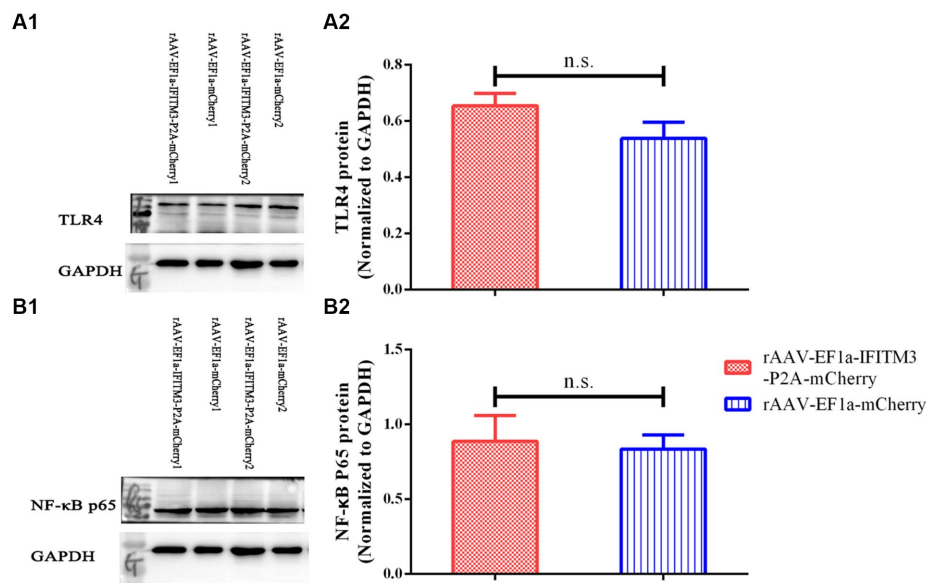 A1
rAAV-EF1a-IFITM3-P2A-mCherry1
rAAV-EF1a-mCherry1
rAAV-EF1a-IFITM3-P2A-mCherry2
rAAV-EF1a-mCherry2
TLR4
GAPDH
A2
TLR4 protein
(Normalized to GAPDH)
0.8
0.6
0.4
0.2
0.0
n.s.
B1
rAAV-EF1a-IFITM3-P2A-mCherry1
rAAV-EF1a-mCherry1
rAAV-EF1a-IFITM3-P2A-mCherry2
rAAV-EF1a-mCherry2
NF-κB p65
GAPDH
B2
NF-κB P65 protein
(Normalized to GAPDH)
1.5
1.0
0.5
0.0
n.s.
rAAV-EF1a-IFITM3
-P2A-mCherry
rAAV-EF1a-mCherry